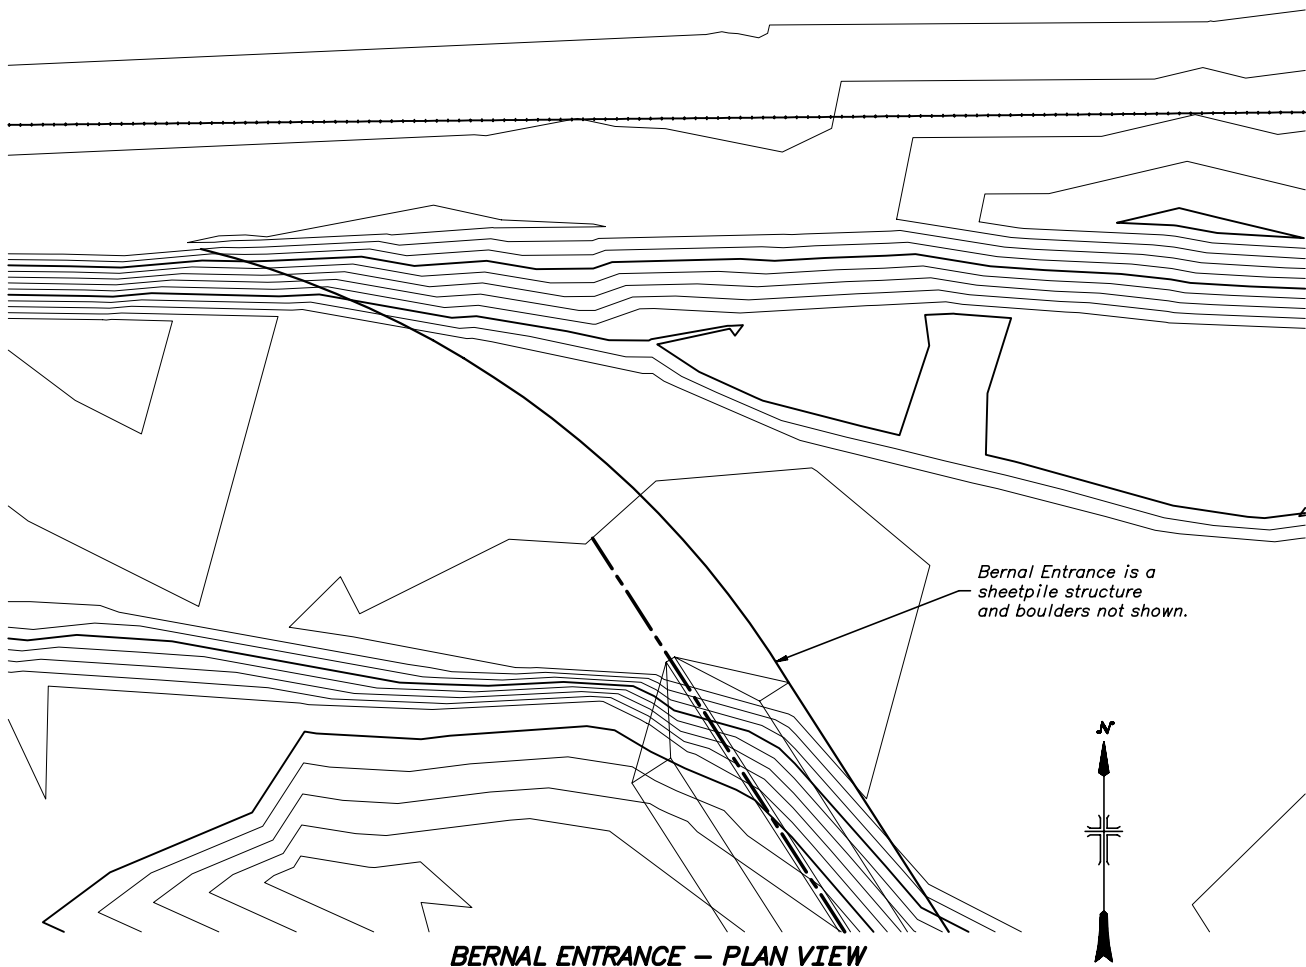 Bernal Entrance is a
sheetpile structure
and boulders not shown.
N
BERNAL ENTRANCE - PLAN VIEW